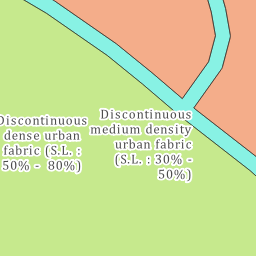 Discontinuous
dense urban
fabric (S.L. :
50% - 80%)
Discontinuous
medium density
urban fabric
(S.L. : 30% -
50%)